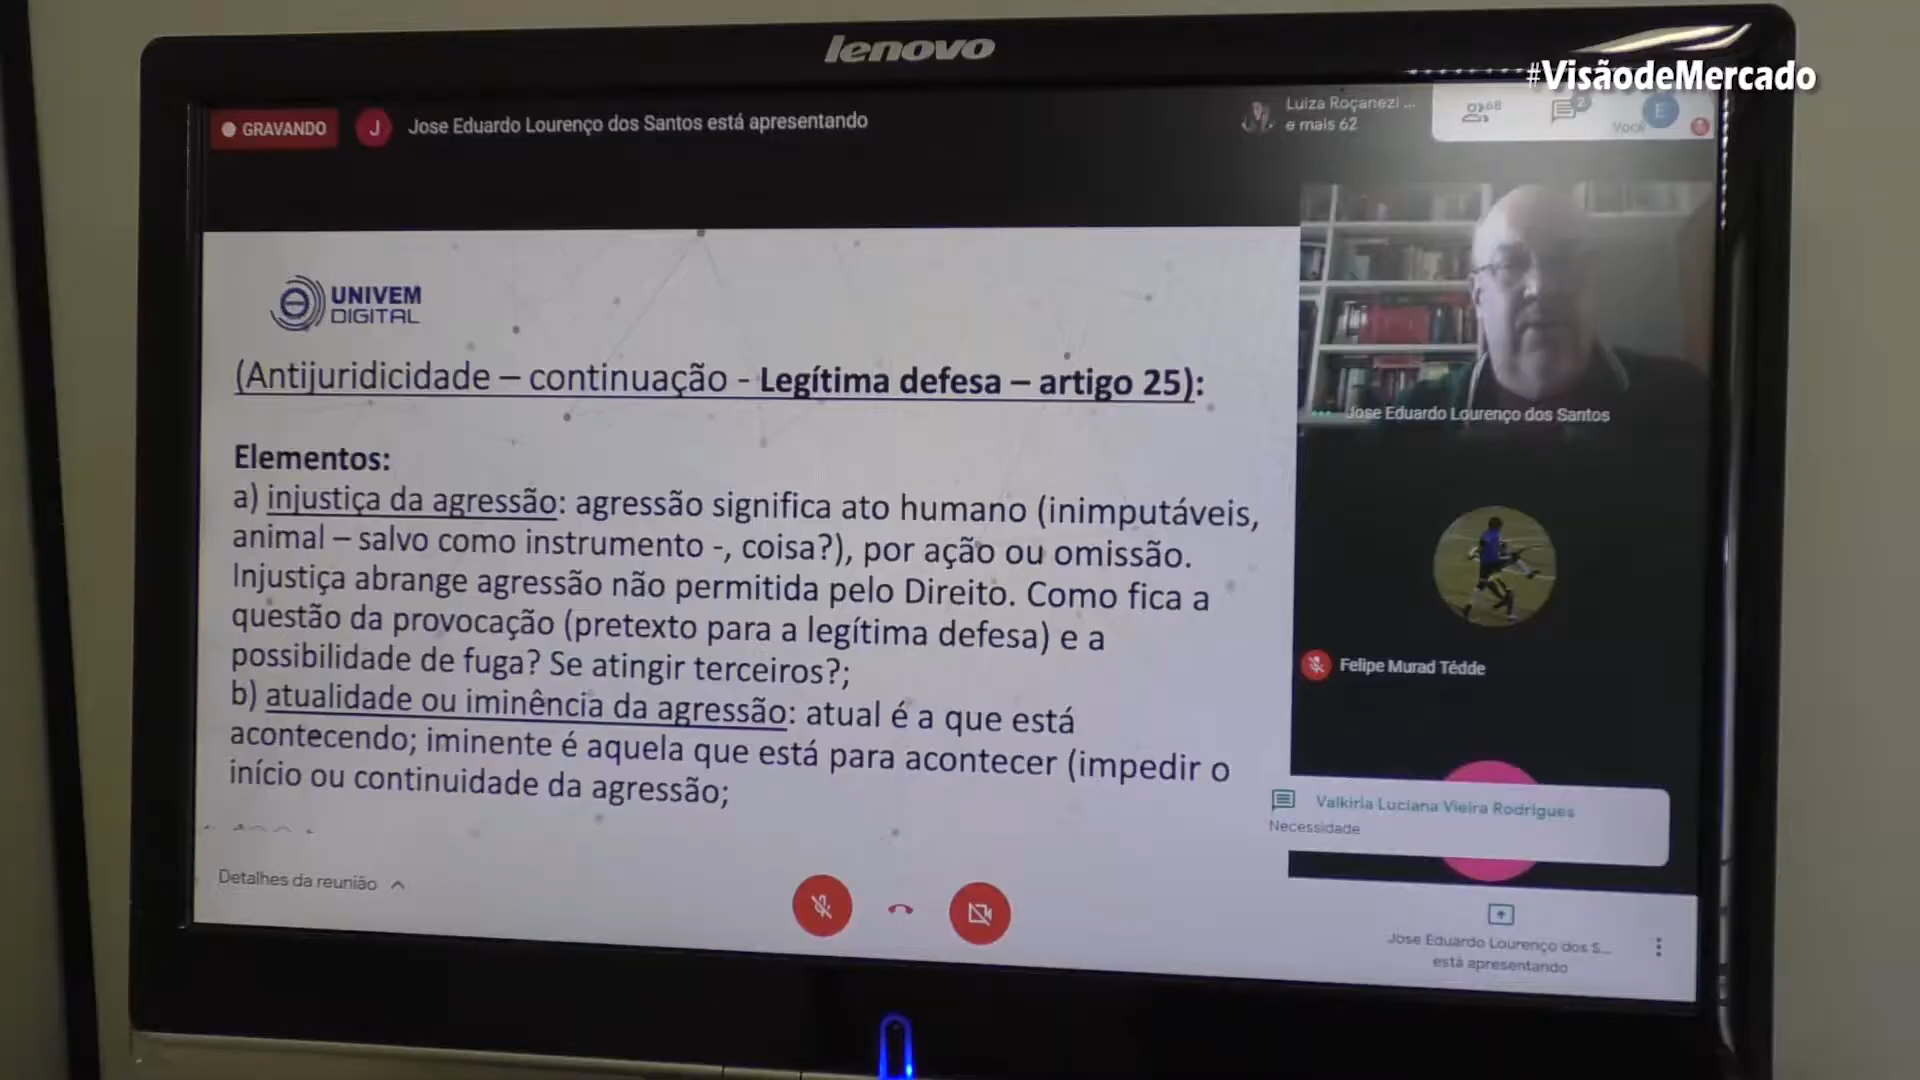 lenovo
#VisãodeMercado
GRAVANDO
J
Jose Eduardo Lourenço dos Santos está apresentando
Luiza Roçanezi ...
e mais 62
68
2
Você
E
UNIVEM
DIGITAL
(Antijuridicidade – continuação - Legítima defesa – artigo 25):
Elementos:
a) injustiça da agressão: agressão significa ato humano (inimputáveis,
animal – salvo como instrumento -, coisa?), por ação ou omissão.
Injustiça abrange agressão não permitida pelo Direito. Como fica a
questão da provocação (pretexto para a legítima defesa) e a
possibilidade de fuga? Se atingir terceiros?;
b) atualidade ou iminência da agressão: atual é a que está
acontecendo; iminente é aquela que está para acontecer (impedir o
início ou continuidade da agressão;
Jose Eduardo Lourenço dos Santos
Felipe Murad Tédde
Valkiria Luciana Vieira Rodrigues
Necessidade
Detalhes da reunião
Jose Eduardo Lourenço dos S...
está apresentando